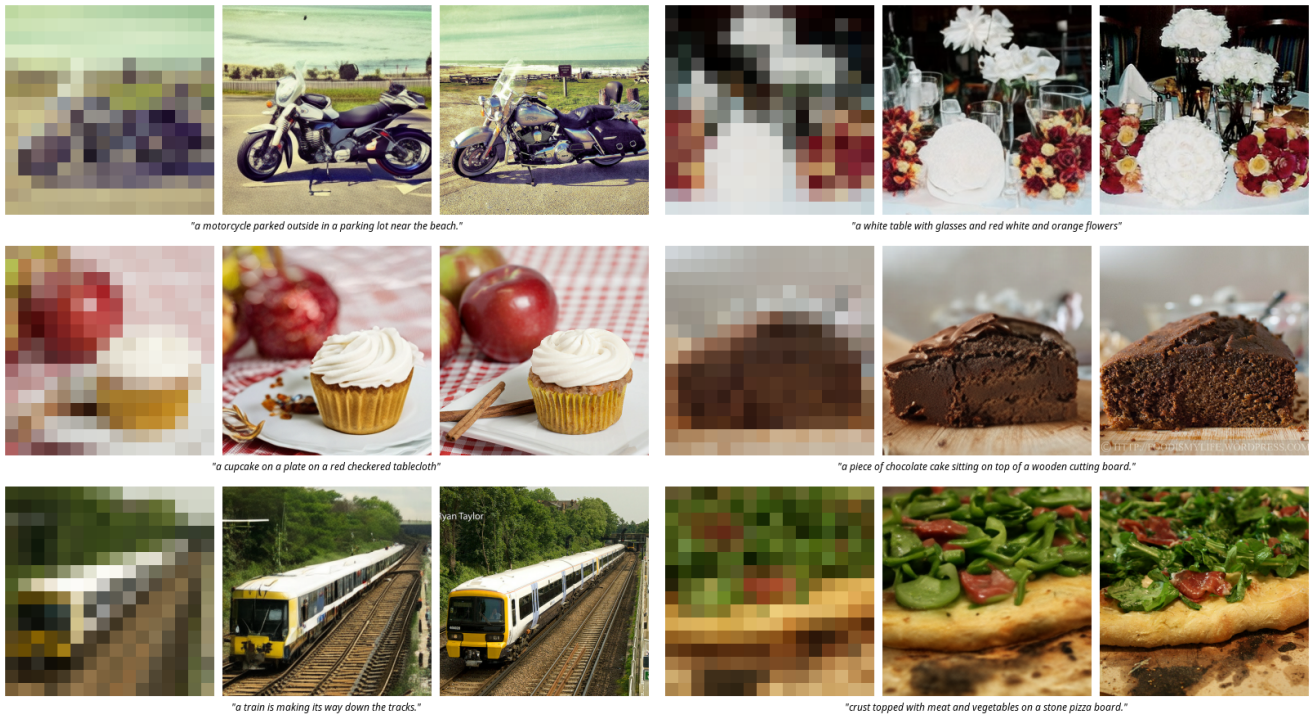 "a motorcycle parked outside in a parking lot near the beach."
"a white table with glasses and red white and orange flowers"
"a cupcake on a plate on a red checkered tablecloth"
"a piece of chocolate cake sitting on top of a wooden cutting board."
yan Taylor
"a train is making its way down the tracks."
"crust topped with meat and vegetables on a stone pizza board."